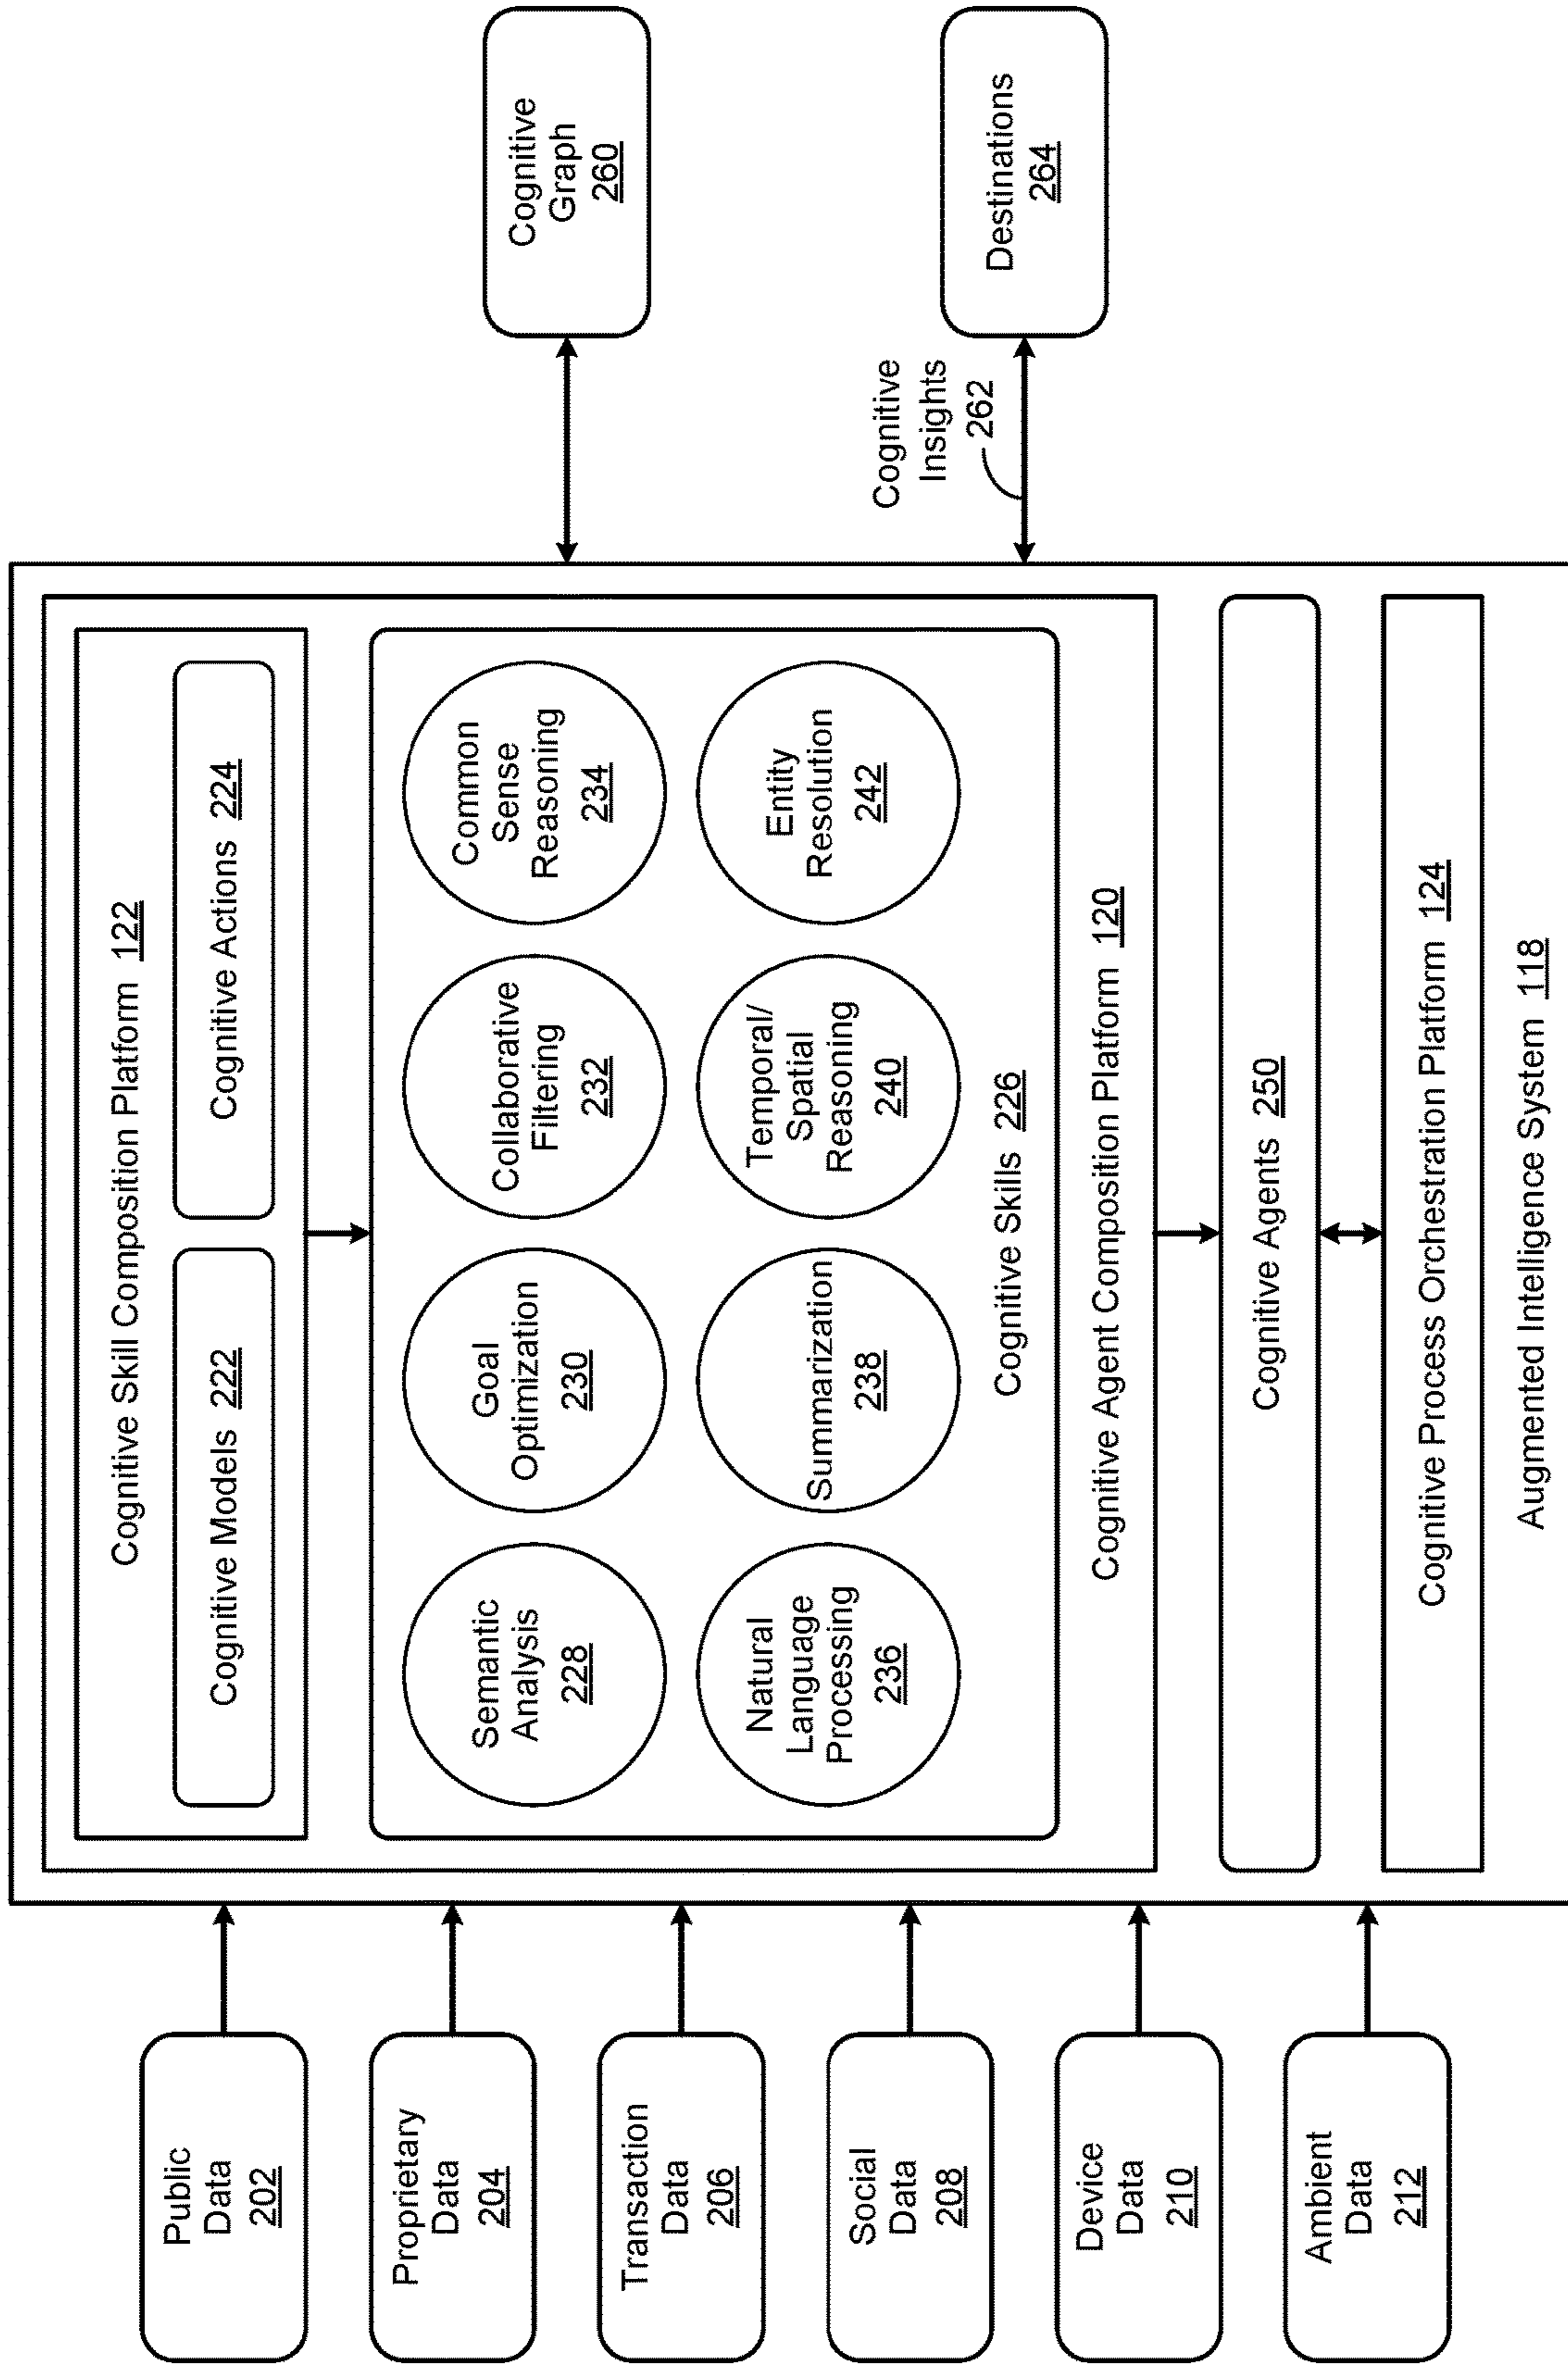 Public
Data
202
Proprietary
Data
204
Transaction
Data
206
Social
Data
208
Device
Data
210
Ambient
Data
212
Cognitive Skill Composition Platform 122
Cognitive Models 222
Cognitive Actions 224
Semantic
Analysis
228
Goal
Optimization
230
Collaborative
Filtering
232
Common
Sense
Reasoning
234
Natural
Language
Processing
236
Summarization
238
Temporal/
Spatial
Reasoning
240
Entity
Resolution
242
Cognitive Skills 226
Cognitive Agent Composition Platform 120
Cognitive Agents 250
Cognitive Process Orchestration Platform 124
Augmented Intelligence System 118
Cognitive
Graph
260
Cognitive
Insights
262
Destinations
264